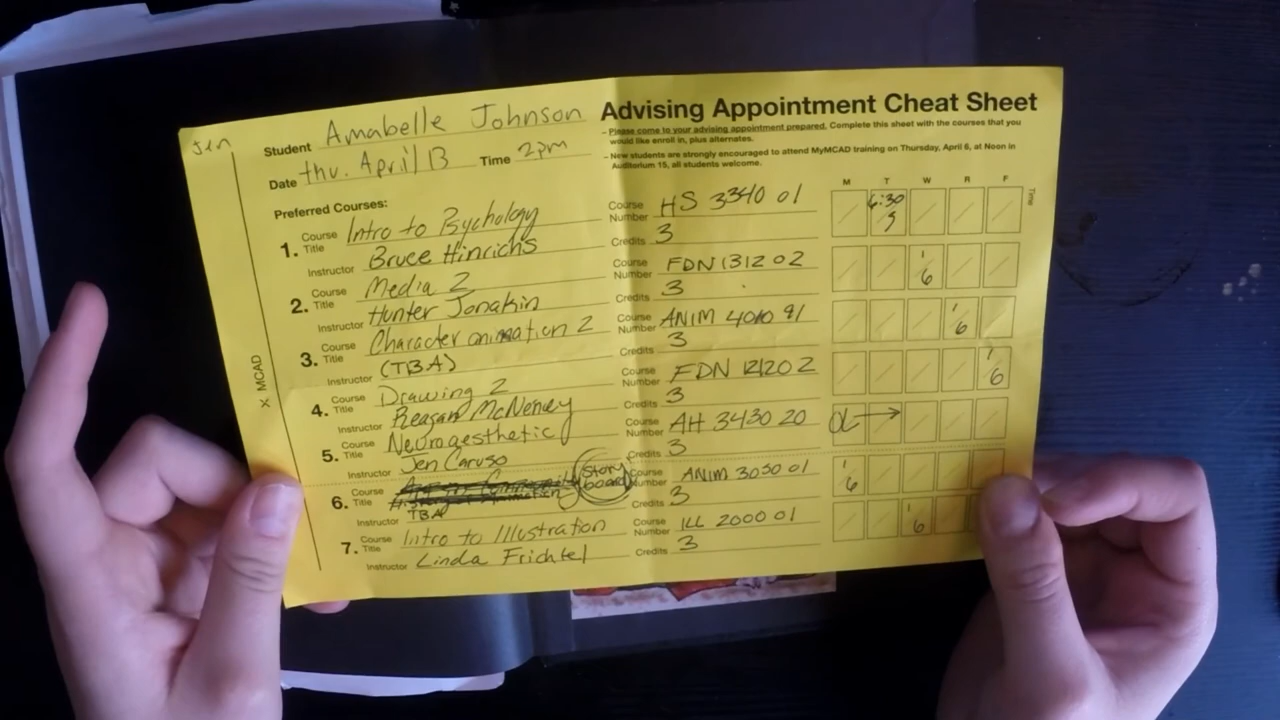 Jen
Student Amabelle Johnson
Date thu. April 13 Time 2pm
Advising Appointment Cheat Sheet
– Please come to your advising appointment prepared. Complete this sheet with the courses that you
would like enroll in, plus alternates.
– New students are strongly encouraged to attend MyMCAD training on Thursday, April 6, at Noon in
Auditorium 15, all students welcome.
Preferred Courses:
M T W R F
Time
1. Course Title Intro to Psychology Course Number HS 3340 01
6:30
9
Instructor Bruce Hinrichs Credits 3
2. Course Title Media 2 Course Number FDN 1312 02
1
6
Instructor Hunter Jonakin Credits 3
3. Course Title Character animation 2 Course Number ANIM 4010 91
1
6
Instructor (TBA) Credits 3
4. Course Title Drawing 2 Course Number FDN 1212 02
1
6
Instructor Reagan McNeney Credits 3
5. Course Title Neuroaesthetic Course Number AH 3430 20
Instructor Jen Caruso Credits 3
6. Course Title Story board Course Number ANIM 3050 01
1
6
Instructor TBA Credits 3
7. Course Title Intro to Illustration Course Number ILL 2000 01
1
6
Instructor Linda Frichtel Credits 3
X MCAD